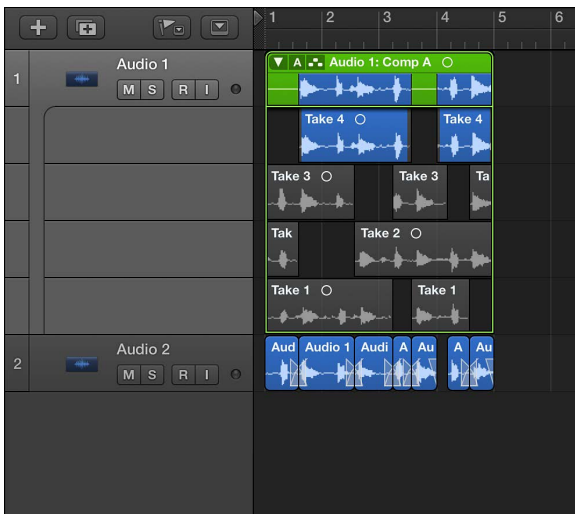 1 2 3 4 5 6
Audio 1
1
M S R I
A Audio 1: Comp A
Take 4 Take 4
Take 3 Take 3 Ta
Tak Take 2
Take 1 Take 1
Audio 2
2
M S R I
Aud Audio 1 Audi A Au A Au